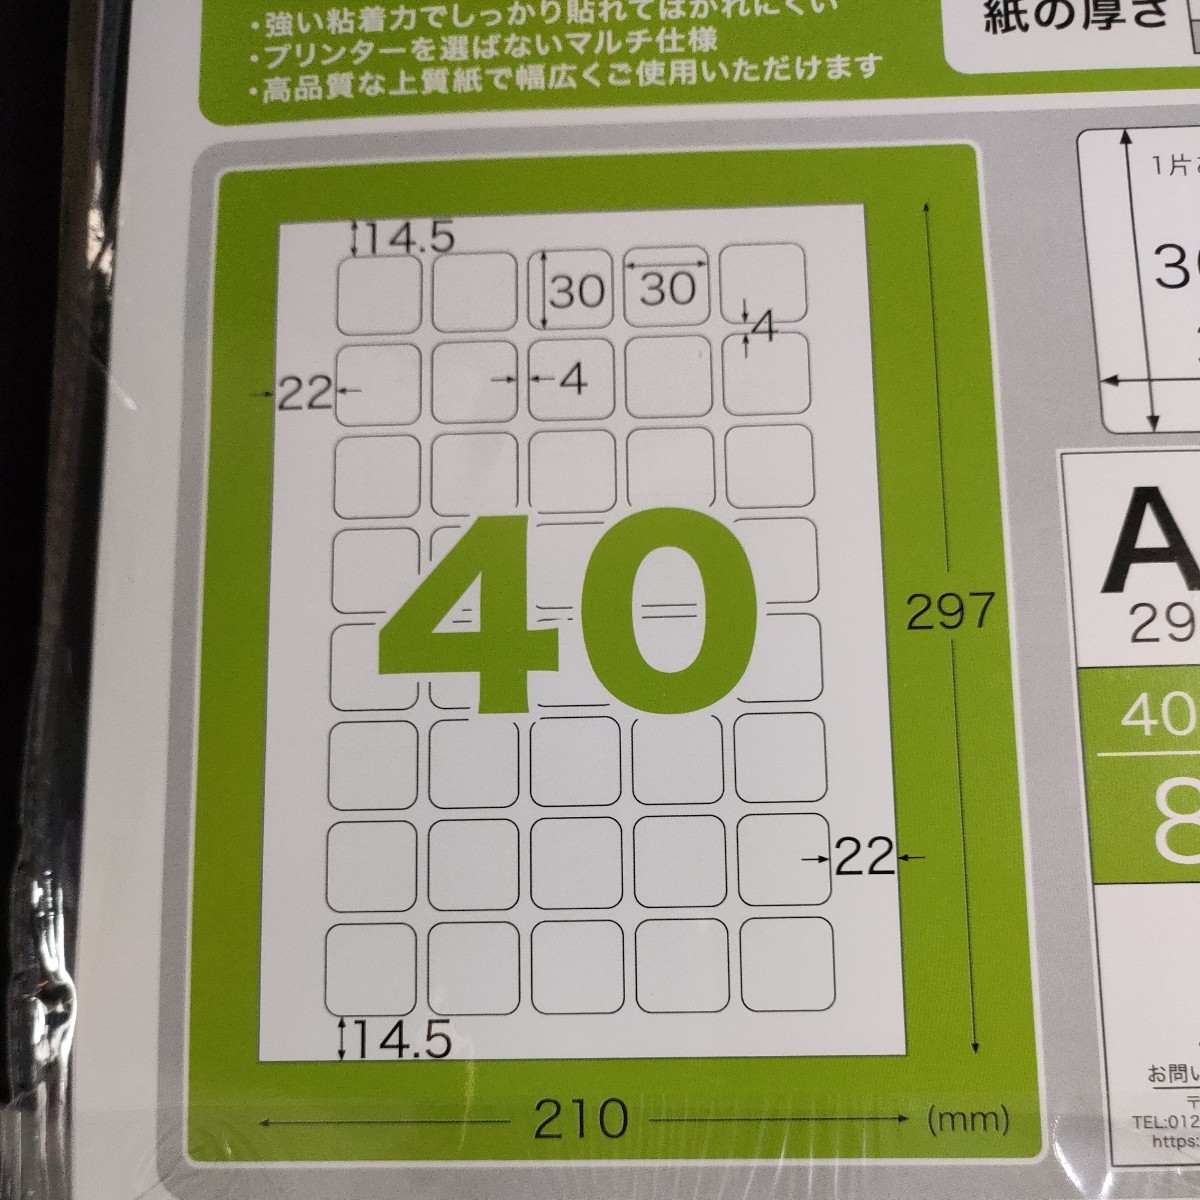 ・強い粘着力でしっかり貼れてはがれにくい
・プリンターを選ばないマルチ仕様
・高品質な上質紙で幅広くご使用いただけます
紙の厚さ
14.5
30
30
4
22
4
40
297
22
14.5
210
(mm)
1片
30
A
29
40
8
お問い
〒
TEL:012
https: